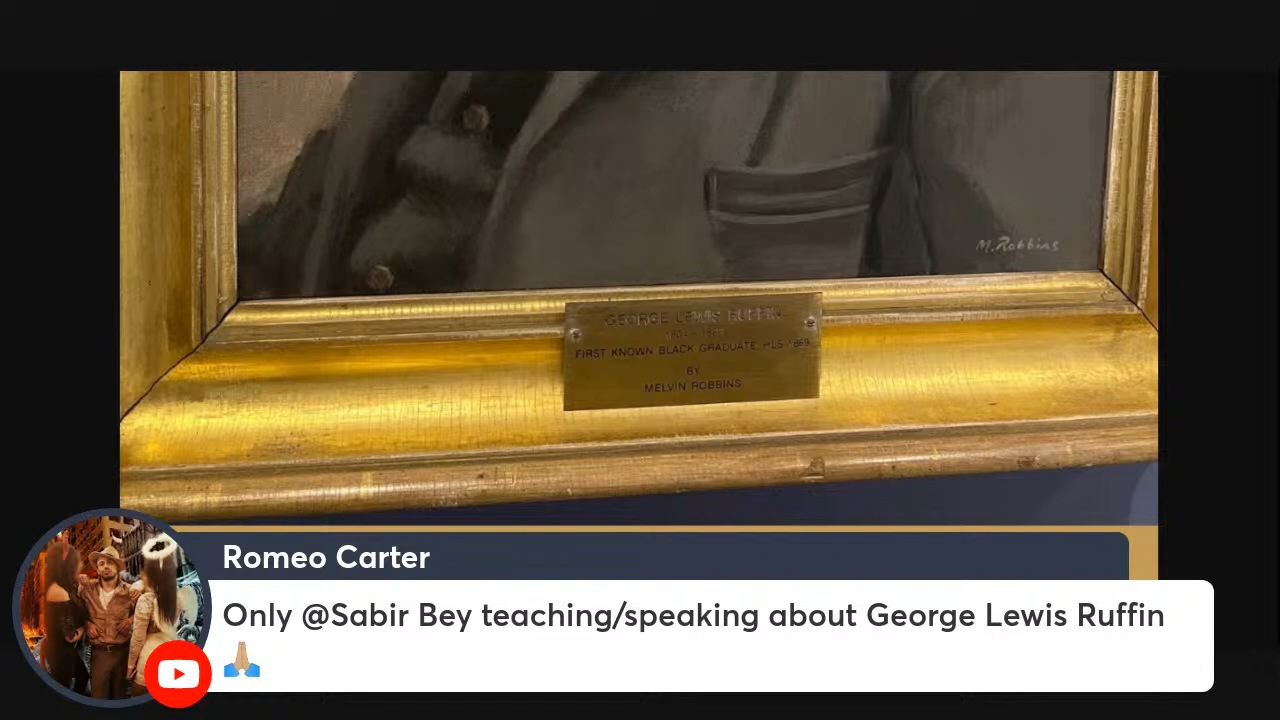 M. Robbins
GEORGE LEWIS RUFFIN
FIRST KNOWN BLACK GRADUATE, HLS 1869
BY
MELVIN ROBBINS
Romeo Carter
Only @Sabir Bey teaching/speaking about George Lewis Ruffin
🙏🏼